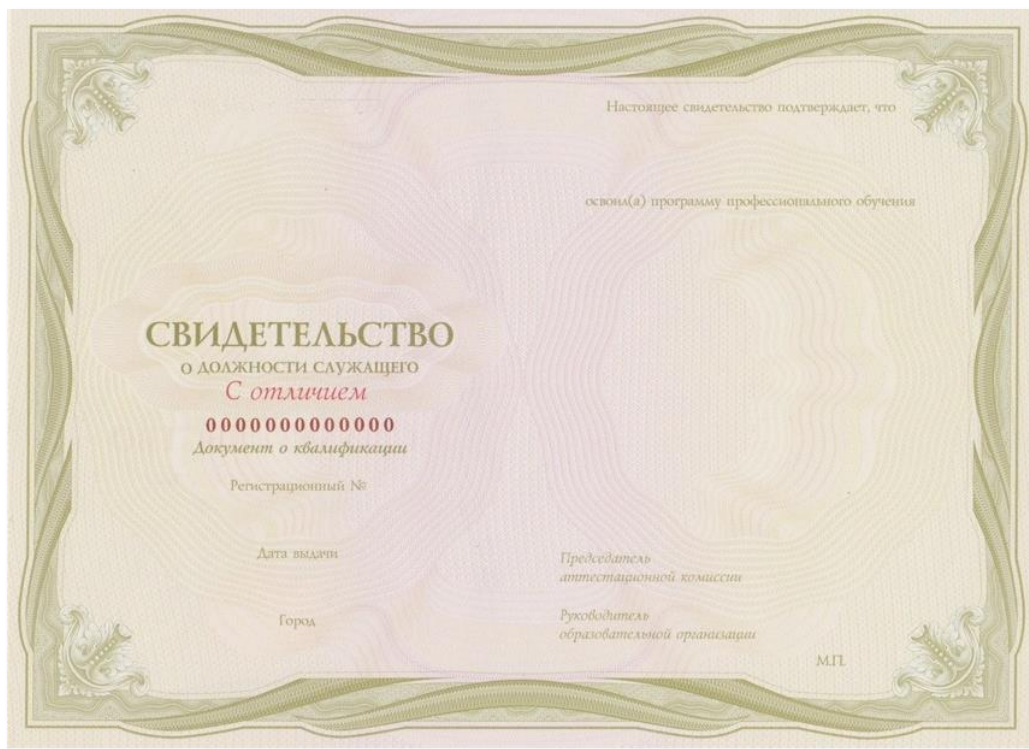 СВИДЕТЕЛЬСТВО
О ДОЛЖНОСТИ СЛУЖАЩЕГО
С отличием
0000000000000
Документ о квалификации
Регистрационный №
Дата выдачи
Город
Настоящее свидетельство подтверждает, что
освоил(а) программу профессионального обучения
Председатель
аттестационной комиссии
Руководитель
образовательной организации
М.П.